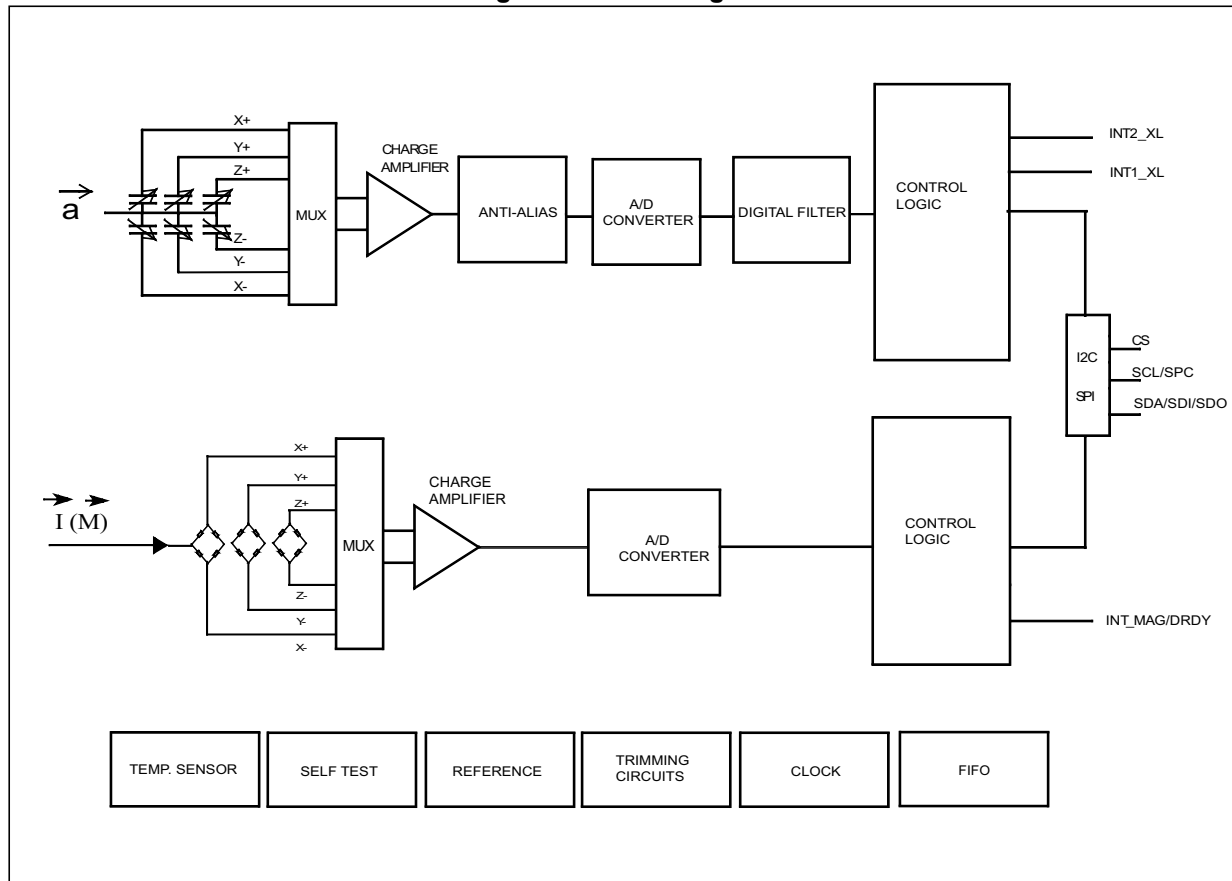 X+
Y+
Z+
a
Z-
Y-
X-
MUX
CHARGE
AMPLIFIER
ANTI-ALIAS
A/D
CONVERTER
DIGITAL FILTER
CONTROL
LOGIC
INT2_XL
INT1_XL
I2C
SPI
CS
SCL/SPC
SDA/SDI/SDO
X+
Y+
Z+
I (M)
Z-
Y-
X-
MUX
CHARGE
AMPLIFIER
A/D
CONVERTER
CONTROL
LOGIC
INT_MAG/DRDY
TEMP. SENSOR
SELF TEST
REFERENCE
TRIMMING
CIRCUITS
CLOCK
FIFO